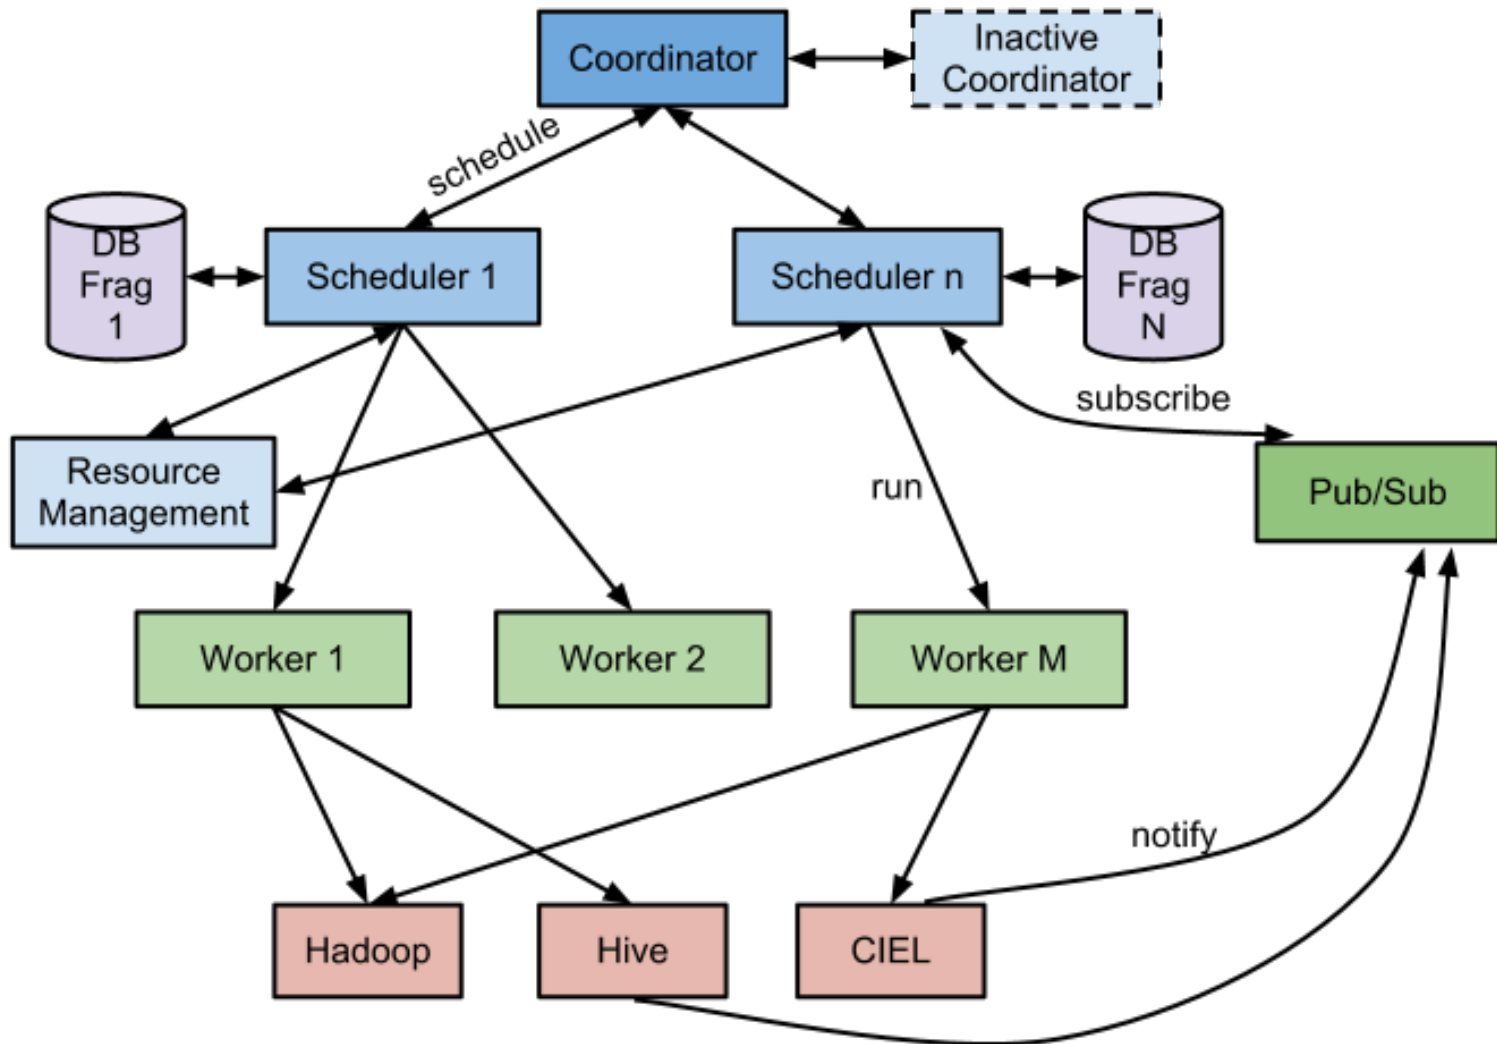 Coordinator
Inactive
Coordinator
schedule
DB
Frag
1
Scheduler 1
Scheduler n
DB
Frag
N
subscribe
Resource
Management
run
Pub/Sub
Worker 1
Worker 2
Worker M
notify
Hadoop
Hive
CIEL